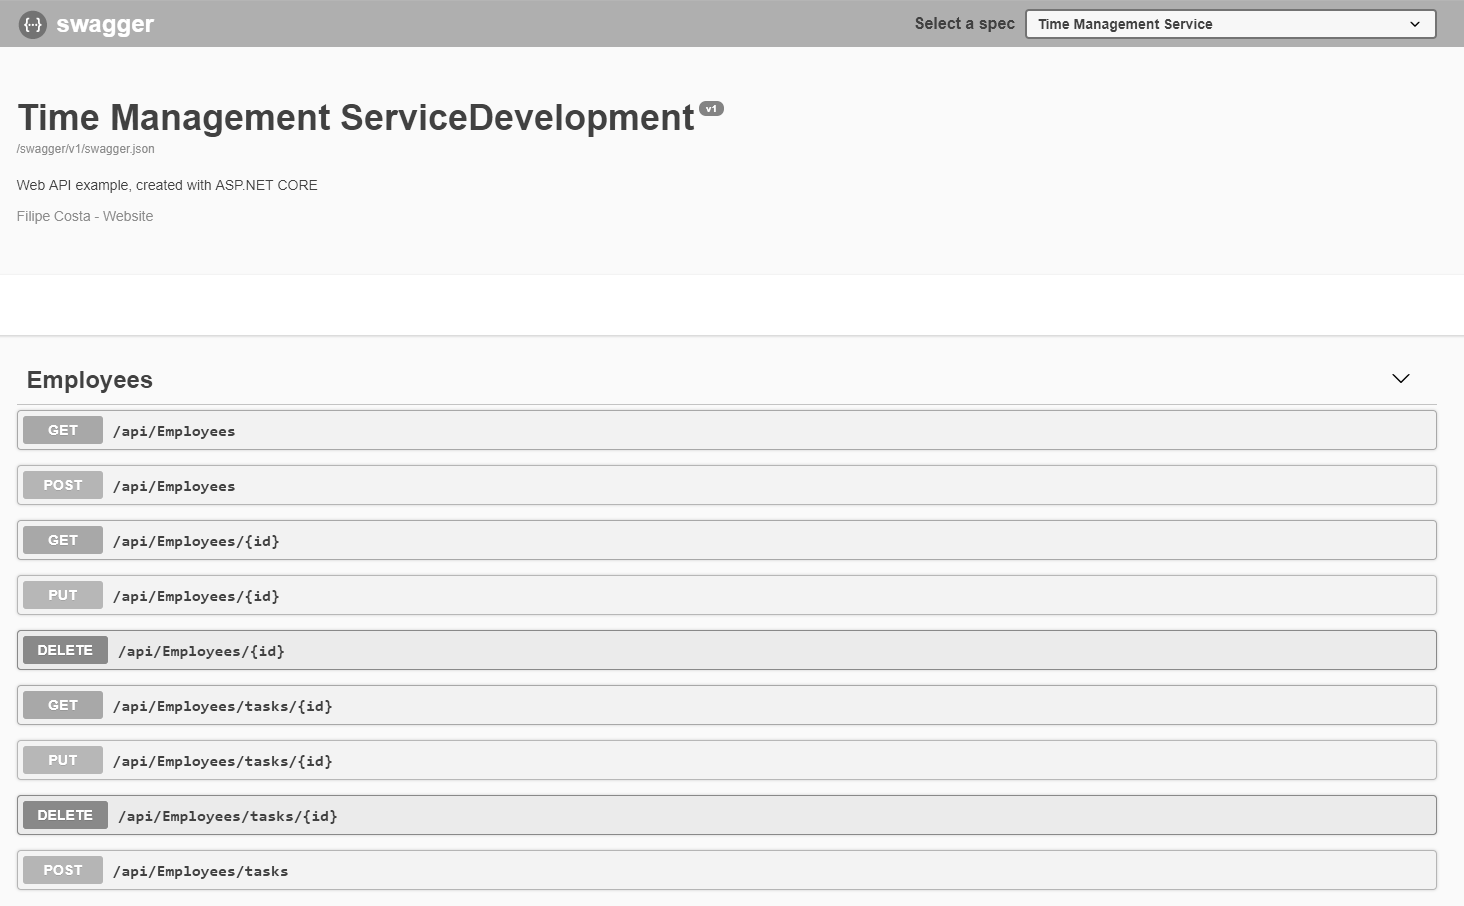 swagger
Select a spec
Time Management Service
Time Management ServiceDevelopment v1
/swagger/v1/swagger.json
Web API example, created with ASP.NET CORE
Filipe Costa - Website
Employees
GET /api/Employees
POST /api/Employees
GET /api/Employees/{id}
PUT /api/Employees/{id}
DELETE /api/Employees/{id}
GET /api/Employees/tasks/{id}
PUT /api/Employees/tasks/{id}
DELETE /api/Employees/tasks/{id}
POST /api/Employees/tasks